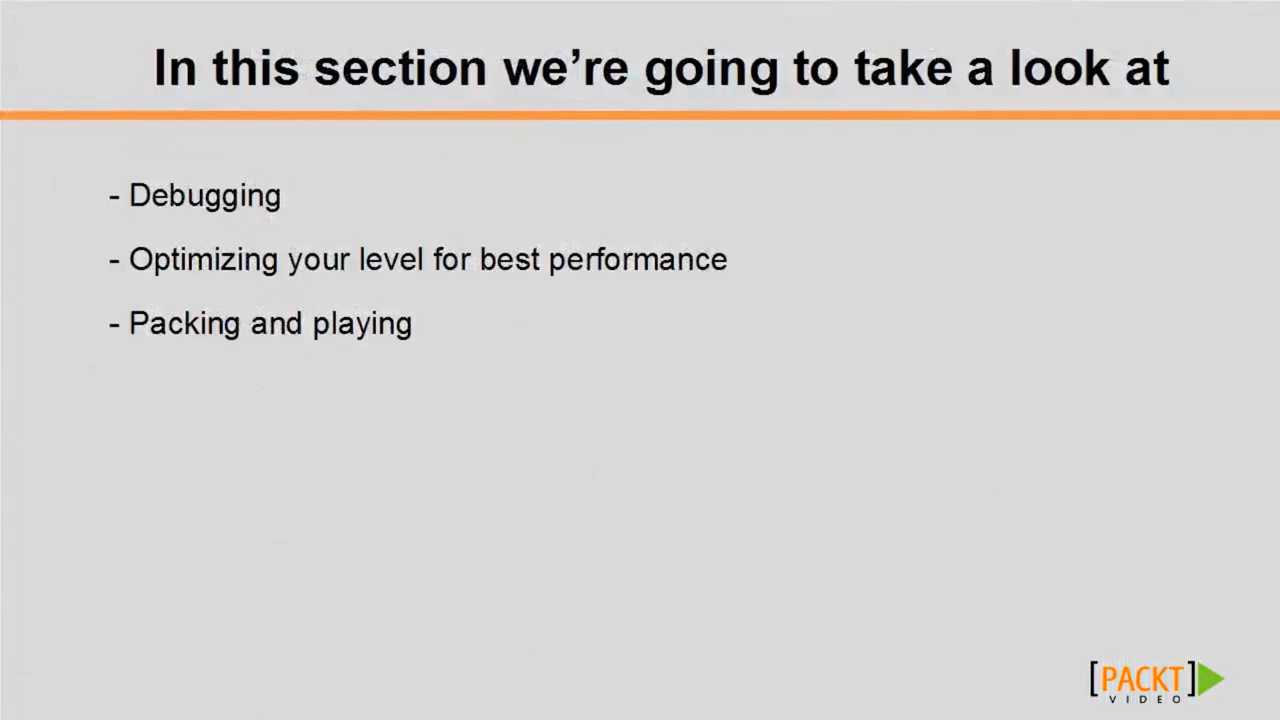 In this section we’re going to take a look at
- Debugging
- Optimizing your level for best performance
- Packing and playing
[PACKT]
VIDEO